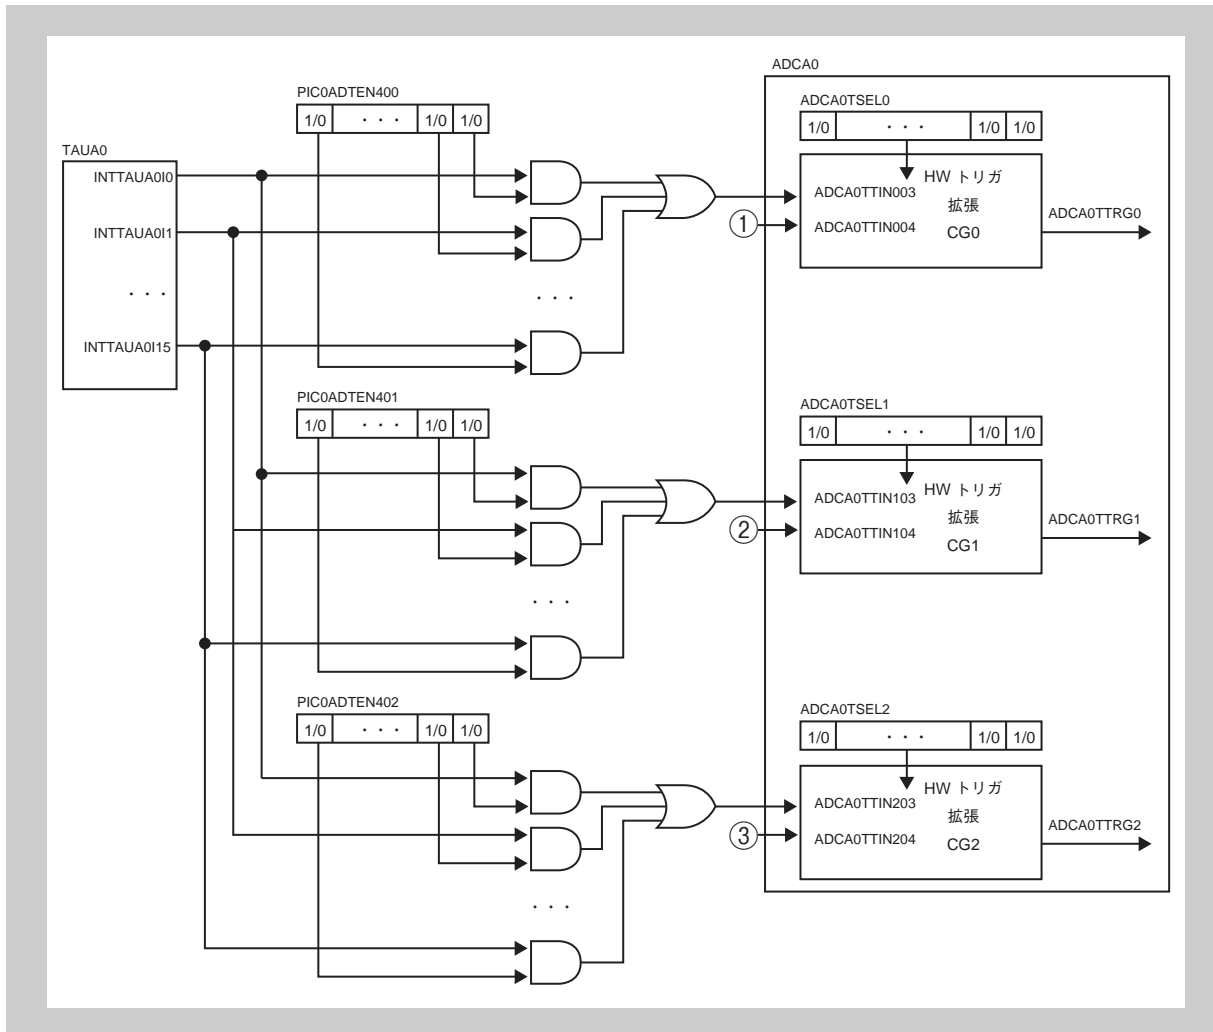 ADCA0
PIC0ADTEN400
1/0 ・・・ 1/0 1/0
ADCA0TSEL0
1/0 ・・・ 1/0 1/0
TAUA0
INTTAUA0I0
INTTAUA0I1
・・・
INTTAUA0I15
・・・
①
ADCA0TTIN003
ADCA0TTIN004
HW トリガ
拡張
CG0
ADCA0TTRG0
PIC0ADTEN401
1/0 ・・・ 1/0 1/0
ADCA0TSEL1
1/0 ・・・ 1/0 1/0
・・・
②
ADCA0TTIN103
ADCA0TTIN104
HW トリガ
拡張
CG1
ADCA0TTRG1
PIC0ADTEN402
1/0 ・・・ 1/0 1/0
ADCA0TSEL2
1/0 ・・・ 1/0 1/0
・・・
③
ADCA0TTIN203
ADCA0TTIN204
HW トリガ
拡張
CG2
ADCA0TTRG2